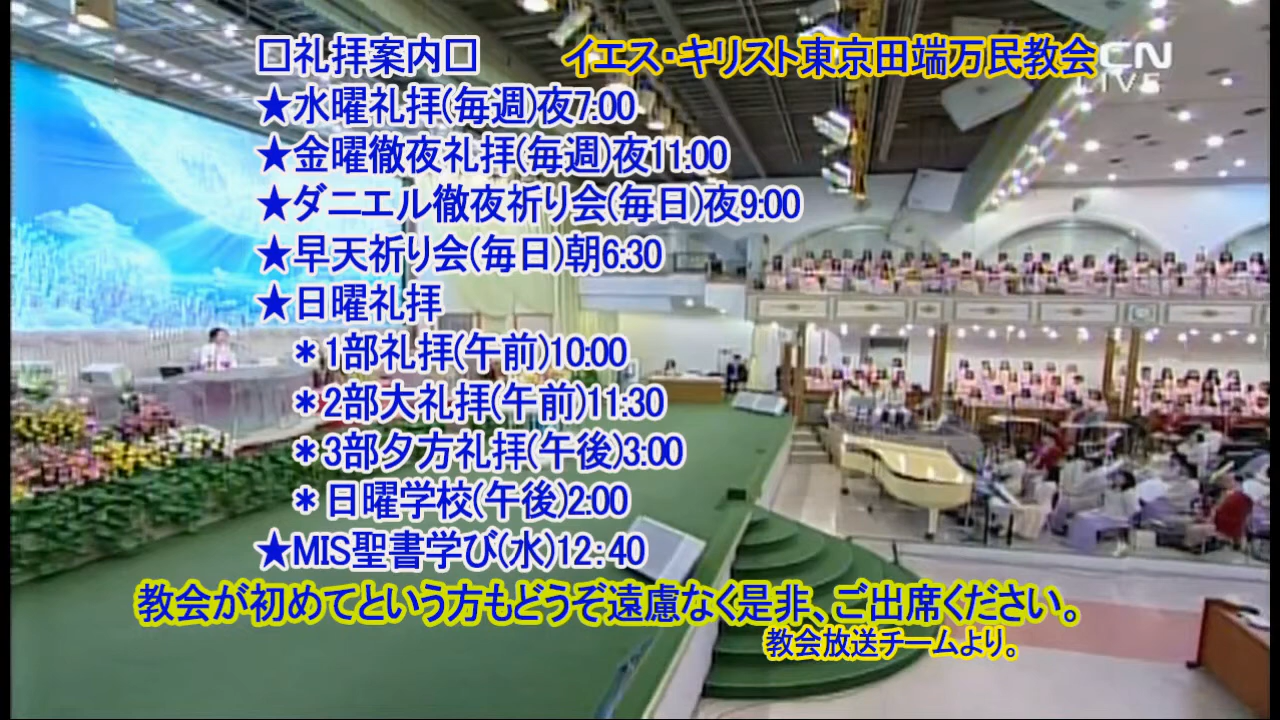 □礼拝案内□ イエス・キリスト東京田端万民教会
CN
LIVE
★水曜礼拝(毎週)夜7:00
★金曜徹夜礼拝(毎週)夜11:00
★ダニエル徹夜祈り会(毎日)夜9:00
★早天祈り会(毎日)朝6:30
★日曜礼拝
*1部礼拝(午前)10:00
*2部大礼拝(午前)11:30
*3部夕方礼拝(午後)3:00
*日曜学校(午後)2:00
★MIS聖書学び(水)12:40
教会が初めてという方もどうぞ遠慮なく是非、ご出席ください。
教会放送チームより。